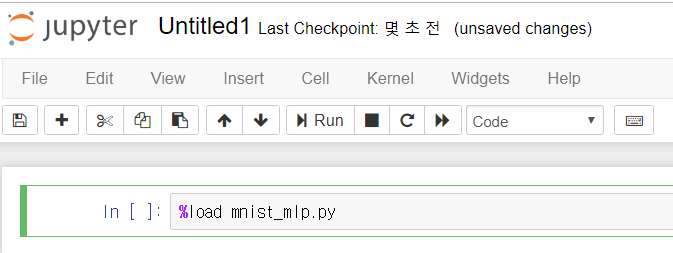 jupyter Untitled1 Last Checkpoint: 몇 초 전 (unsaved changes)
File Edit View Insert Cell Kernel Widgets Help
Run Code
In [ ]: %load mnist_mlp.py